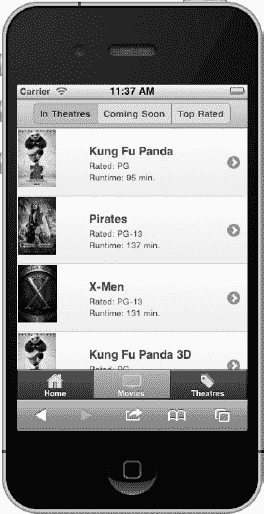 Carrier 11:37 AM
In Theatres Coming Soon Top Rated
Kung Fu Panda
Rated: PG
Runtime: 95 min.
Pirates
Rated: PG-13
Runtime: 137 min.
X-Men
Rated: PG-13
Runtime: 131 min.
Kung Fu Panda 3D
Rated: PG
Home Movies Theatres